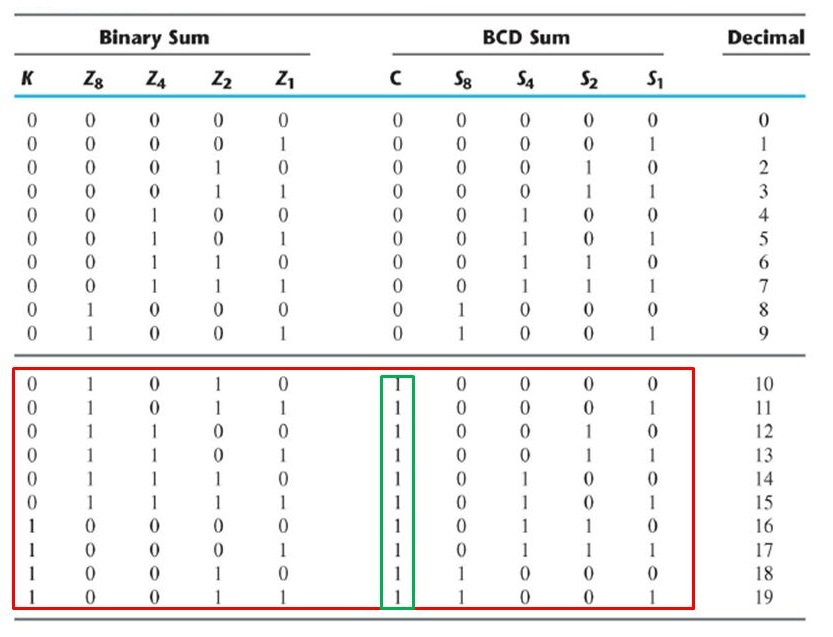 Binary Sum BCD Sum Decimal
K Z8 Z4 Z2 Z1 C S8 S4 S2 S1
0 0 0 0 0 0 0 0 0 0 0
0 0 0 0 1 0 0 0 0 1 1
0 0 0 1 0 0 0 0 1 0 2
0 0 0 1 1 0 0 0 1 1 3
0 0 1 0 0 0 0 1 0 0 4
0 0 1 0 1 0 0 1 0 1 5
0 0 1 1 0 0 0 1 1 0 6
0 0 1 1 1 0 0 1 1 1 7
0 1 0 0 0 0 1 0 0 0 8
0 1 0 0 1 0 1 0 0 1 9
0 1 0 1 0 1 0 0 0 0 10
0 1 0 1 1 1 0 0 0 1 11
0 1 1 0 0 1 0 0 1 0 12
0 1 1 0 1 1 0 0 1 1 13
0 1 1 1 0 1 0 1 0 0 14
0 1 1 1 1 1 0 1 0 1 15
1 0 0 0 0 1 0 1 1 0 16
1 0 0 0 1 1 0 1 1 1 17
1 0 0 1 0 1 1 0 0 0 18
1 0 0 1 1 1 1 0 0 1 19